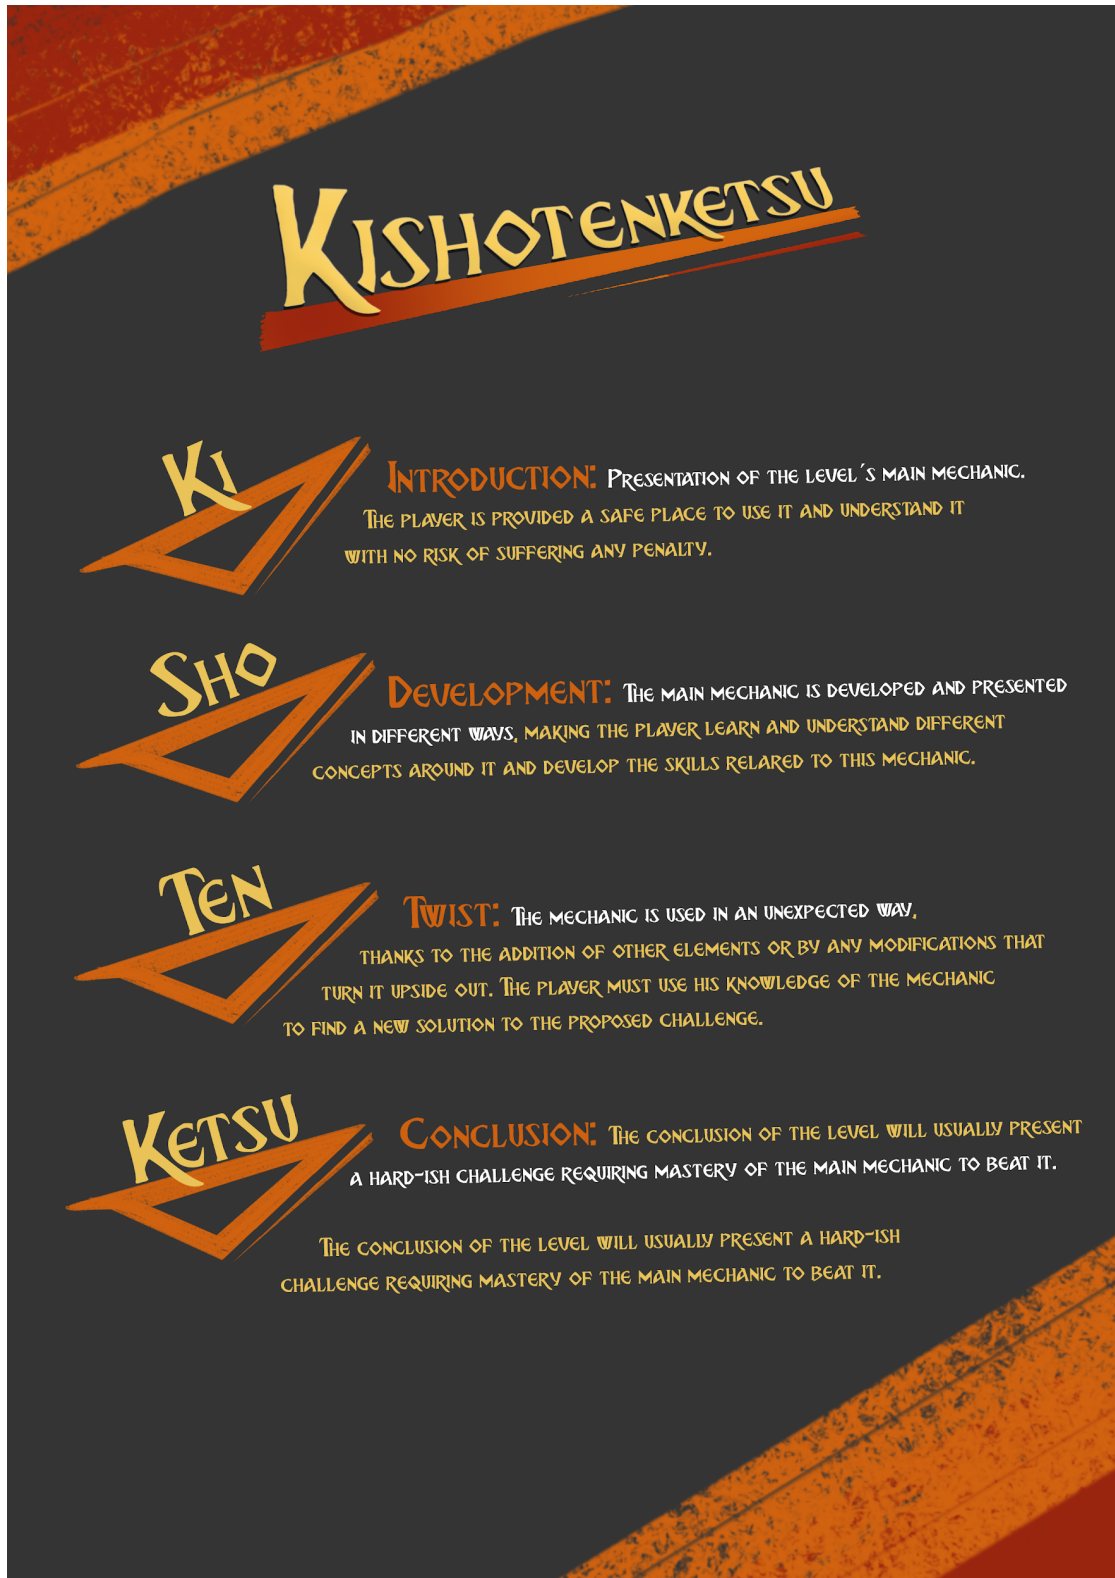 Kishotenketsu
Ki
Introduction: Presentation of the level´s main mechanic.
The player is provided a safe place to use it and understand it
with no risk of suffering any penalty.
Sho
Development: The main mechanic is developed and presented
in different ways, making the player learn and understand different
concepts around it and develop the skills relared to this mechanic.
Ten
Twist: The mechanic is used in an unexpected way,
thanks to the addition of other elements or by any modifications that
turn it upside out. The player must use his knowledge of the mechanic
to find a new solution to the proposed challenge.
Ketsu
Conclusion: The conclusion of the level will usually present
a hard-ish challenge requiring mastery of the main mechanic to beat it.
The conclusion of the level will usually present a hard-ish
challenge requiring mastery of the main mechanic to beat it.